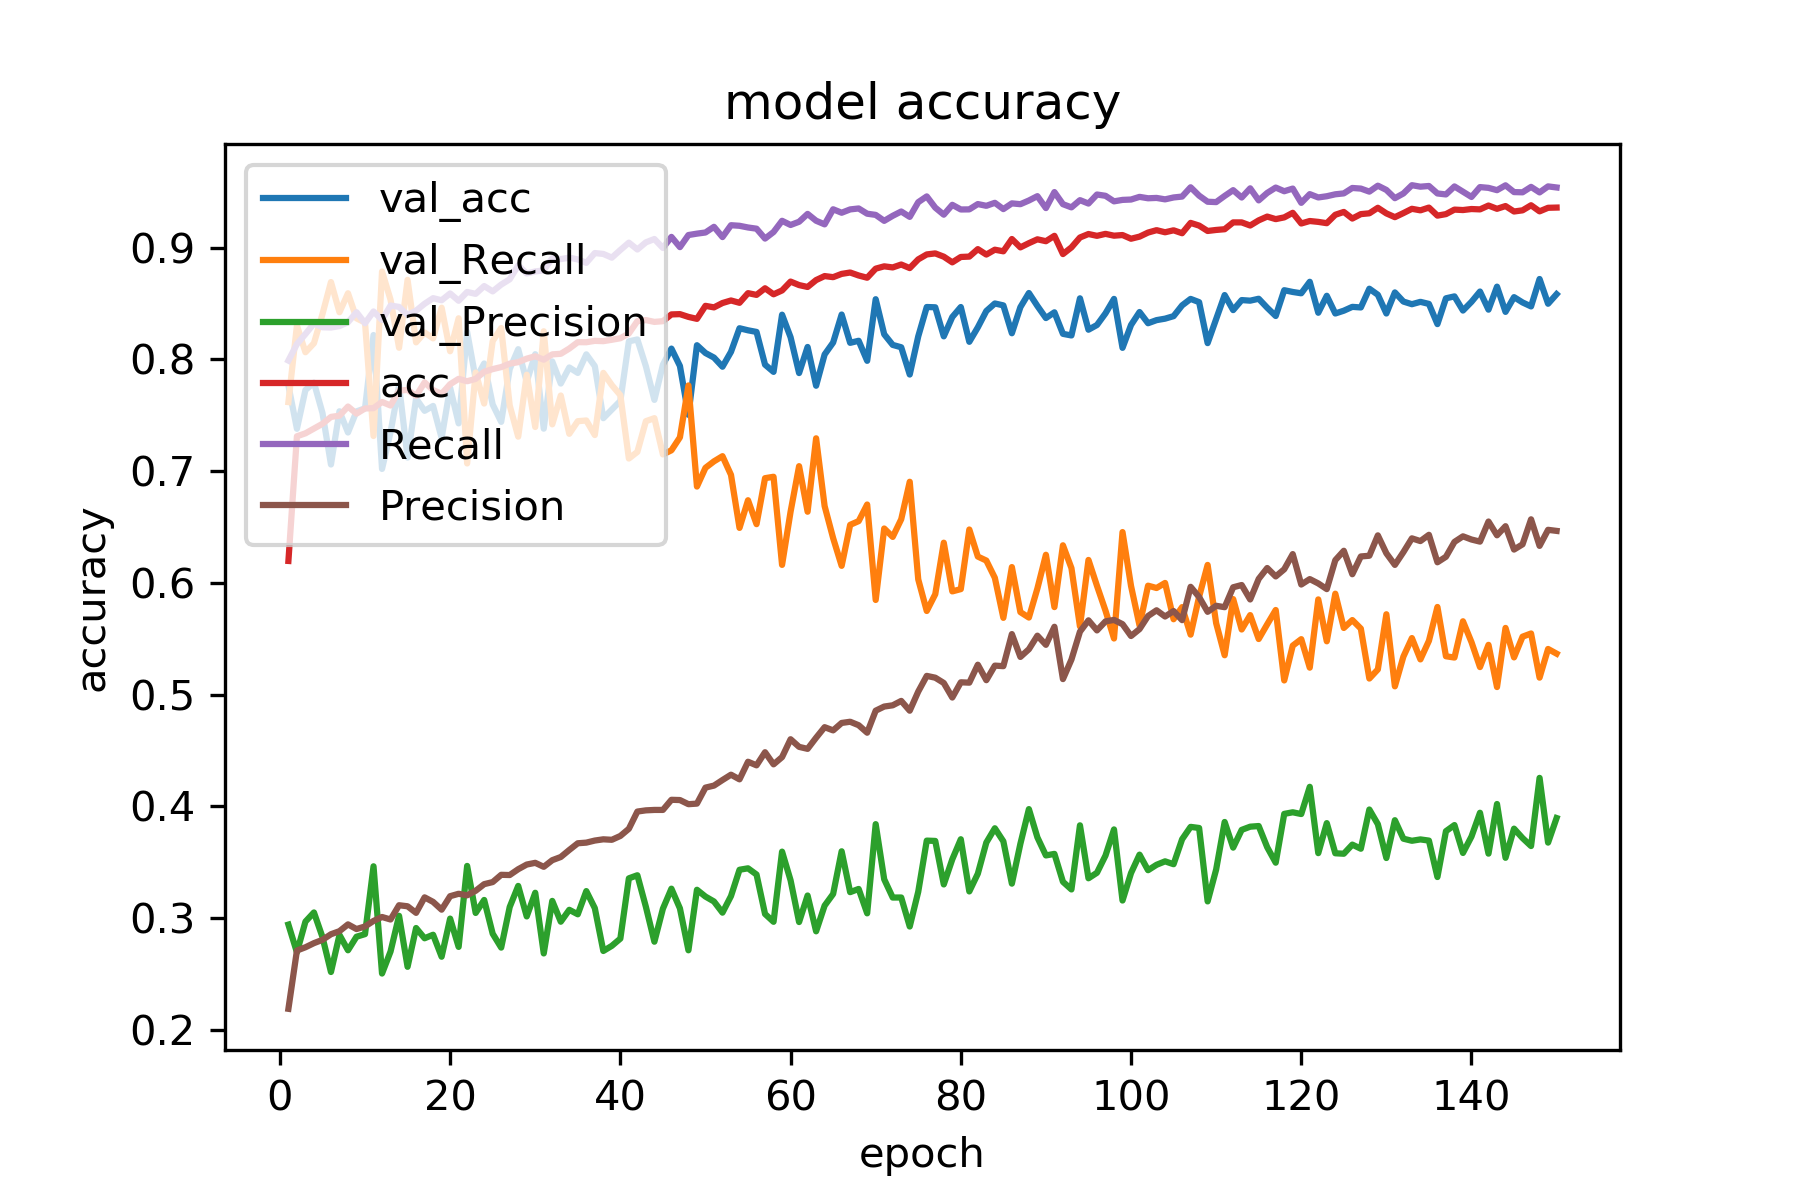 model accuracy
val_acc
val_Recall
val_Precision
acc
Recall
Precision
accuracy
0.9
0.8
0.7
0.6
0.5
0.4
0.3
0.2
0 20 40 60 80 100 120 140
epoch